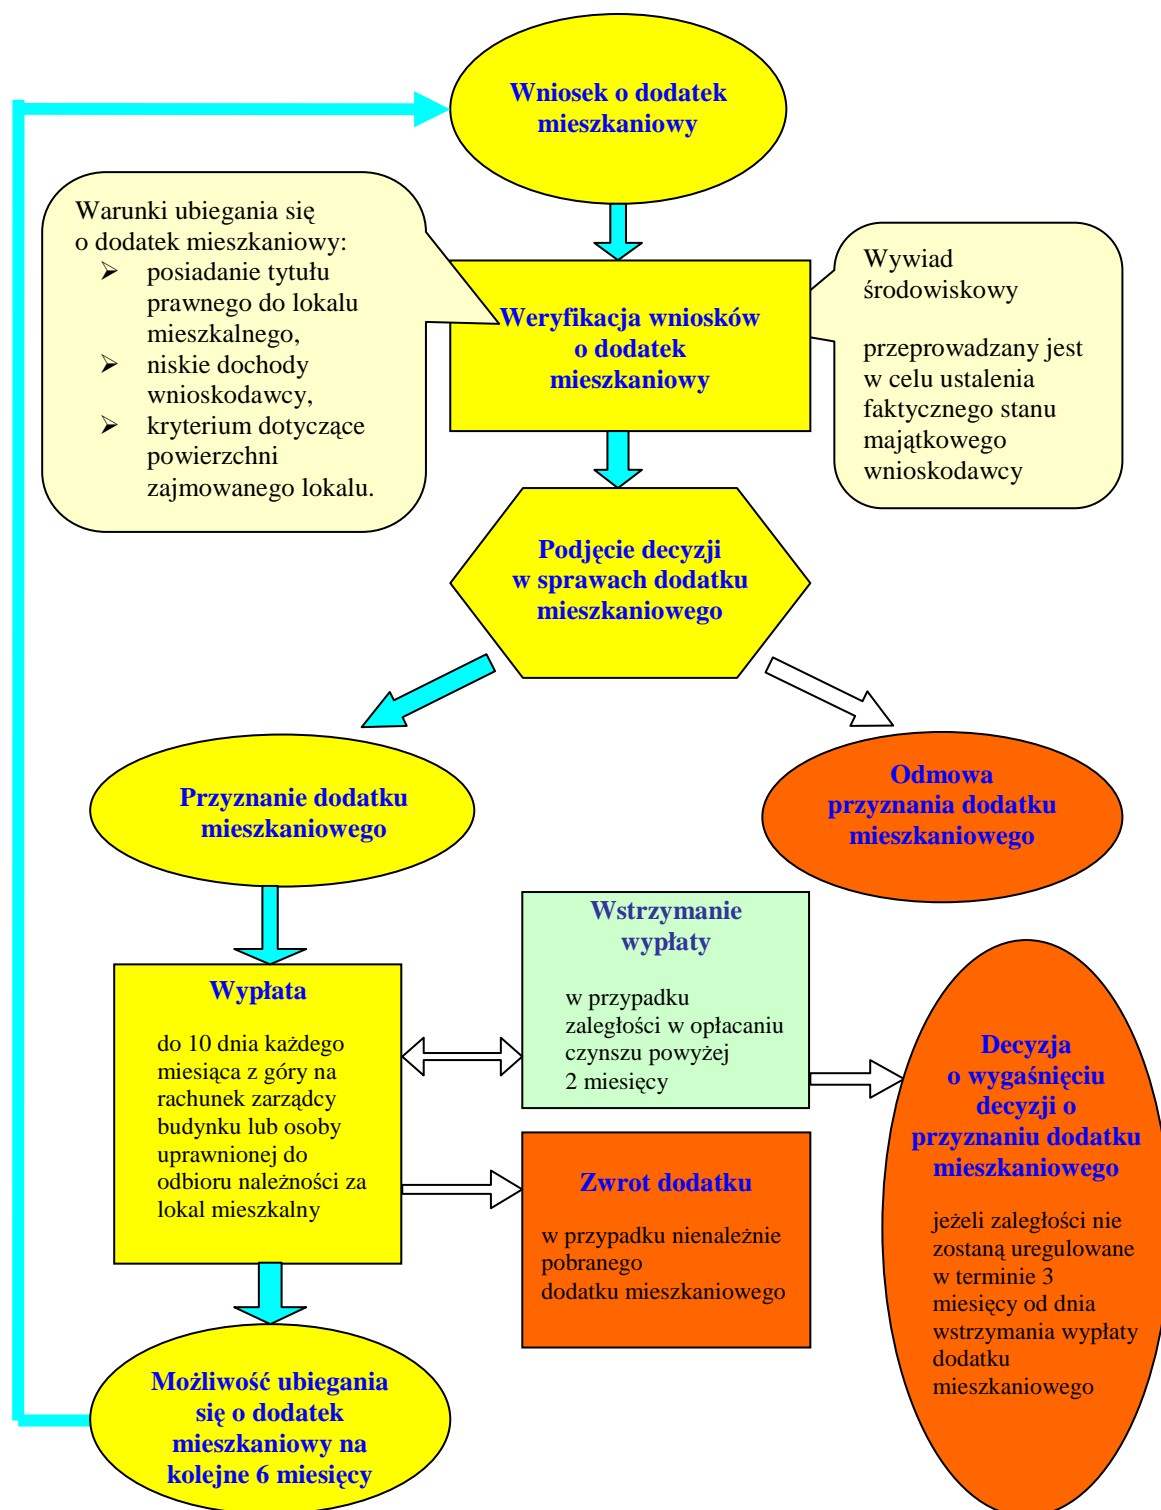 Wniosek o dodatek
mieszkaniowy
Warunki ubiegania się
o dodatek mieszkaniowy:
➢ posiadanie tytułu
prawnego do lokalu
mieszkalnego,
➢ niskie dochody
wnioskodawcy,
➢ kryterium dotyczące
powierzchni
zajmowanego lokalu.
Weryfikacja wniosków
o dodatek
mieszkaniowy
Wywiad
środowiskowy
przeprowadzany jest
w celu ustalenia
faktycznego stanu
majątkowego
wnioskodawcy
Podjęcie decyzji
w sprawach dodatku
mieszkaniowego
Przyznanie dodatku
mieszkaniowego
Odmowa
przyznania dodatku
mieszkaniowego
Wypłata
do 10 dnia każdego
miesiąca z góry na
rachunek zarządcy
budynku lub osoby
uprawnionej do
odbioru należności za
lokal mieszkalny
Wstrzymanie
wypłaty
w przypadku
zaległości w opłacaniu
czynszu powyżej
2 miesięcy
Zwrot dodatku
w przypadku nienależnie
pobranego
dodatku mieszkaniowego
Decyzja
o wygaśnięciu
decyzji o
przyznaniu dodatku
mieszkaniowego
jeżeli zaległości nie
zostaną uregulowane
w terminie 3
miesięcy od dnia
wstrzymania wypłaty
dodatku
mieszkaniowego
Możliwość ubiegania
się o dodatek
mieszkaniowy na
kolejne 6 miesięcy